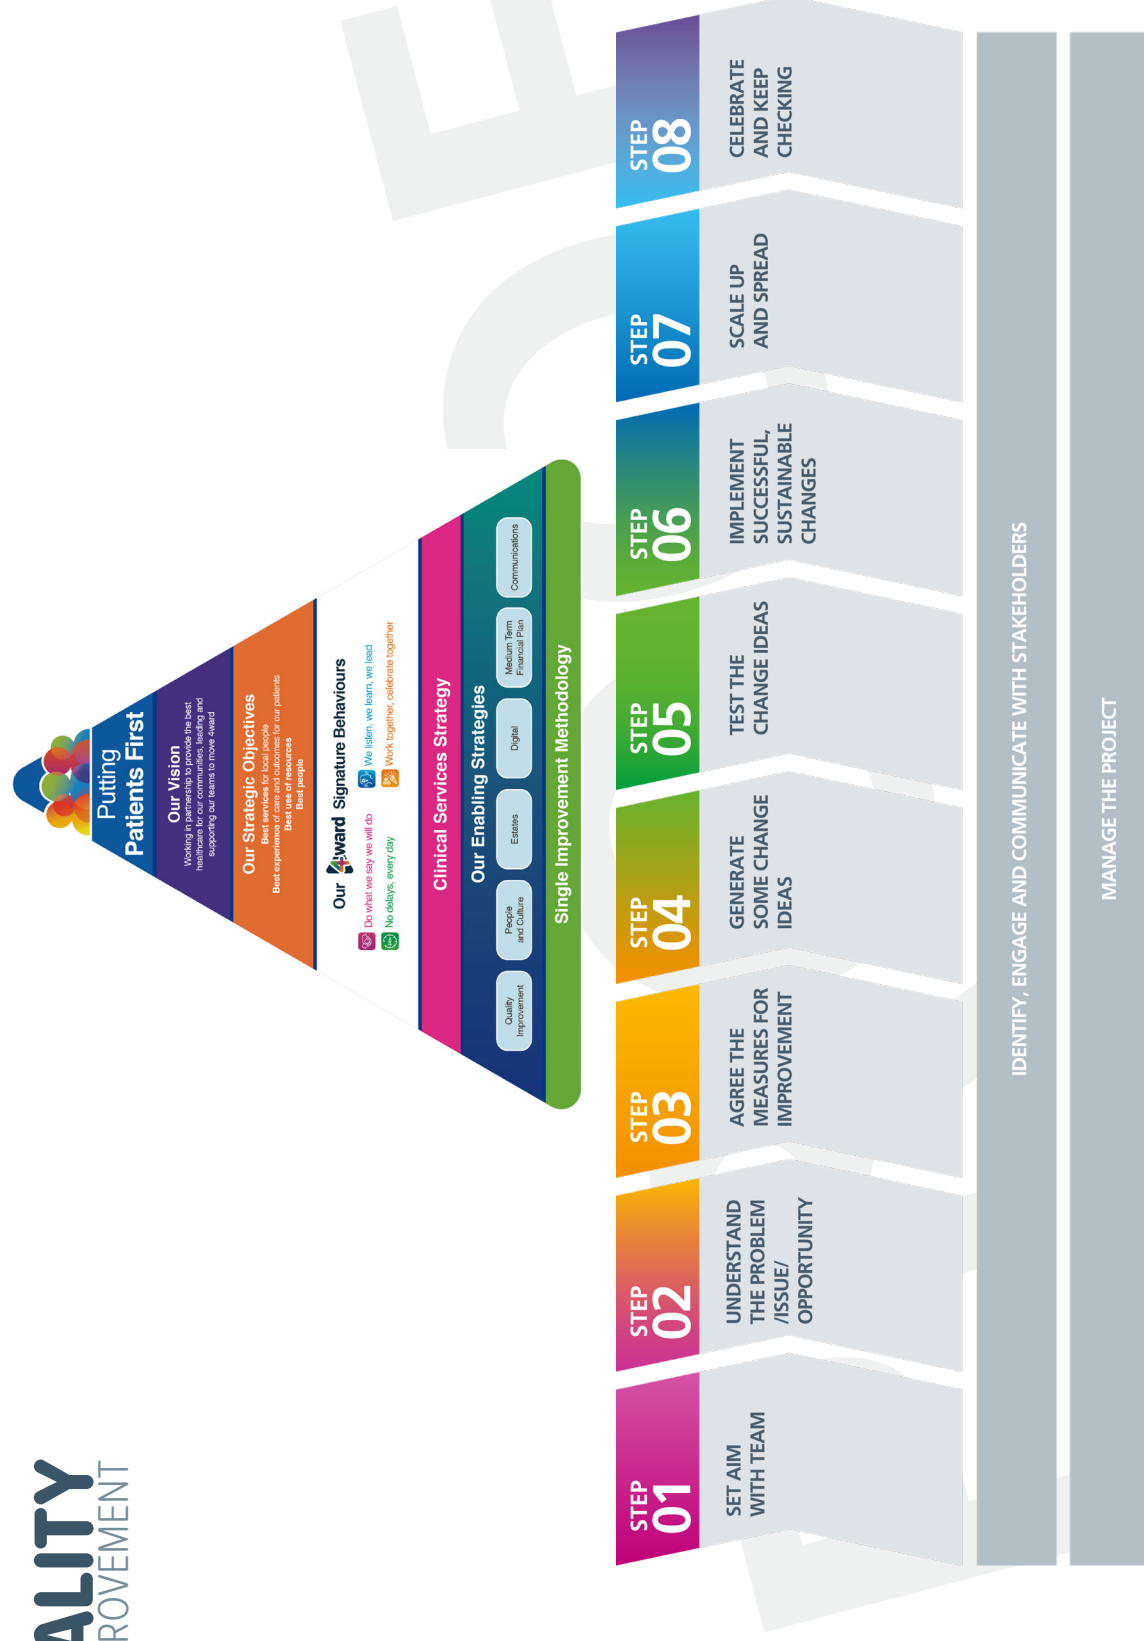 ALITY
ROVEMENT
Putting
Patients First
Our Vision
Working in partnership to provide the best
healthcare for our communities, leading and
supporting our teams to move 4ward
Our Strategic Objectives
Best services for local people
Best experience of care and outcomes for our patients
Best use of resources
Best people
Our 4ward Signature Behaviours
Do what we say we will do
We listen, we learn, we lead
No delays, every day
Work together, celebrate together
Clinical Services Strategy
Our Enabling Strategies
Quality
Improvement
People
and Culture
Estates
Digital
Medium Term
Financial Plan
Communications
Single Improvement Methodology
STEP
01
SET AIM
WITH TEAM
STEP
02
UNDERSTAND
THE PROBLEM
/ISSUE/
OPPORTUNITY
STEP
03
AGREE THE
MEASURES FOR
IMPROVEMENT
STEP
04
GENERATE
SOME CHANGE
IDEAS
STEP
05
TEST THE
CHANGE IDEAS
STEP
06
IMPLEMENT
SUCCESSFUL,
SUSTAINABLE
CHANGES
STEP
07
SCALE UP
AND SPREAD
STEP
08
CELEBRATE
AND KEEP
CHECKING
IDENTIFY, ENGAGE AND COMMUNICATE WITH STAKEHOLDERS
MANAGE THE PROJECT